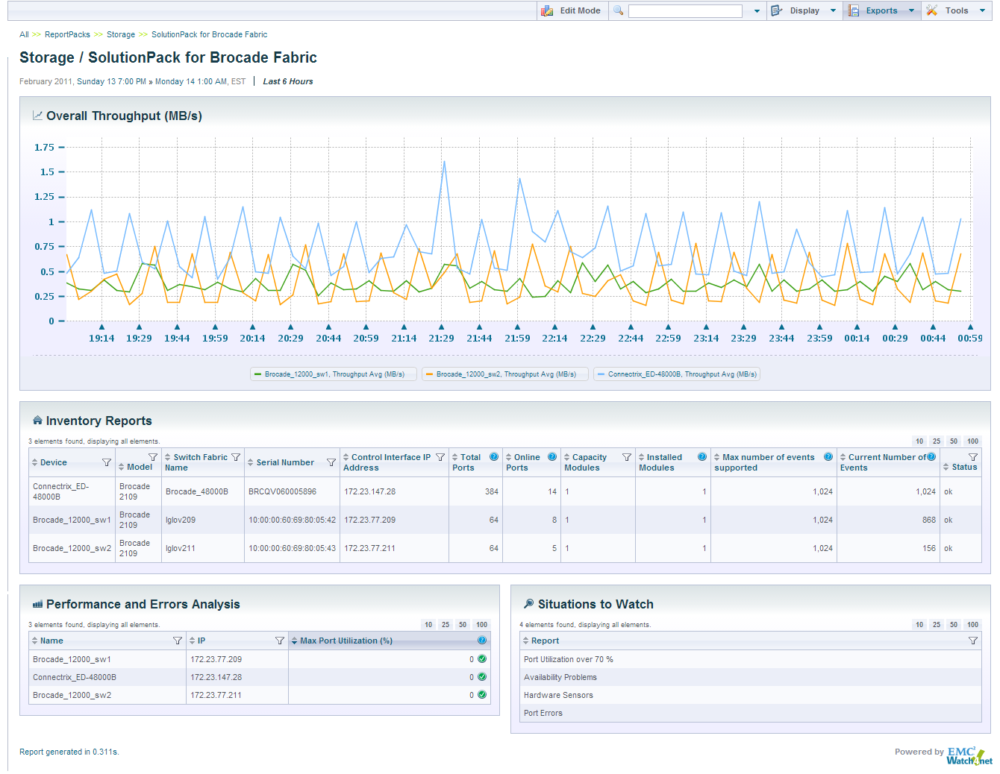 Edit Mode Display Exports Tools
All >> ReportPacks >> Storage >> SolutionPack for Brocade Fabric
Storage / SolutionPack for Brocade Fabric
February 2011, Sunday 13 7:00 PM » Monday 14 1:00 AM, EST | Last 6 Hours
Overall Throughput (MB/s)
1.75
1.5
1.25
1
0.75
0.5
0.25
0
19:14 19:29 19:44 19:59 20:14 20:29 20:44 20:59 21:14 21:29 21:44 21:59 22:14 22:29 22:44 22:59 23:14 23:29 23:44 23:59 00:14 00:29 00:44 00:59
Brocade_12000_sw1, Throughput Avg (MB/s) Brocade_12000_sw2, Throughput Avg (MB/s) Connectrix_ED-48000B, Throughput Avg (MB/s)
Inventory Reports
3 elements found, displaying all elements. 10 25 50 100
Device Model Switch Fabric Name Serial Number Control Interface IP Address Total Ports Online Ports Capacity Modules Installed Modules Max number of events supported Current Number of Events Status
Connectrix_ED-48000B Brocade 2109 Brocade_48000B BRCQV060005896 172.23.147.28 384 14 1 1 1,024 1,024 ok
Brocade_12000_sw1 Brocade 2109 lglov209 10:00:00:60:69:80:05:42 172.23.77.209 64 8 1 1 1,024 868 ok
Brocade_12000_sw2 Brocade 2109 lglov211 10:00:00:60:69:80:05:43 172.23.77.211 64 5 1 1 1,024 156 ok
Performance and Errors Analysis
3 elements found, displaying all elements. 10 25 50 100
Name IP Max Port Utilization (%)
Brocade_12000_sw1 172.23.77.209 0
Connectrix_ED-48000B 172.23.147.28 0
Brocade_12000_sw2 172.23.77.211 0
Situations to Watch
4 elements found, displaying all elements. 10 25 50 100
Report
Port Utilization over 70 %
Availability Problems
Hardware Sensors
Port Errors
Report generated in 0.311s.
Powered by EMC²
Watch4net